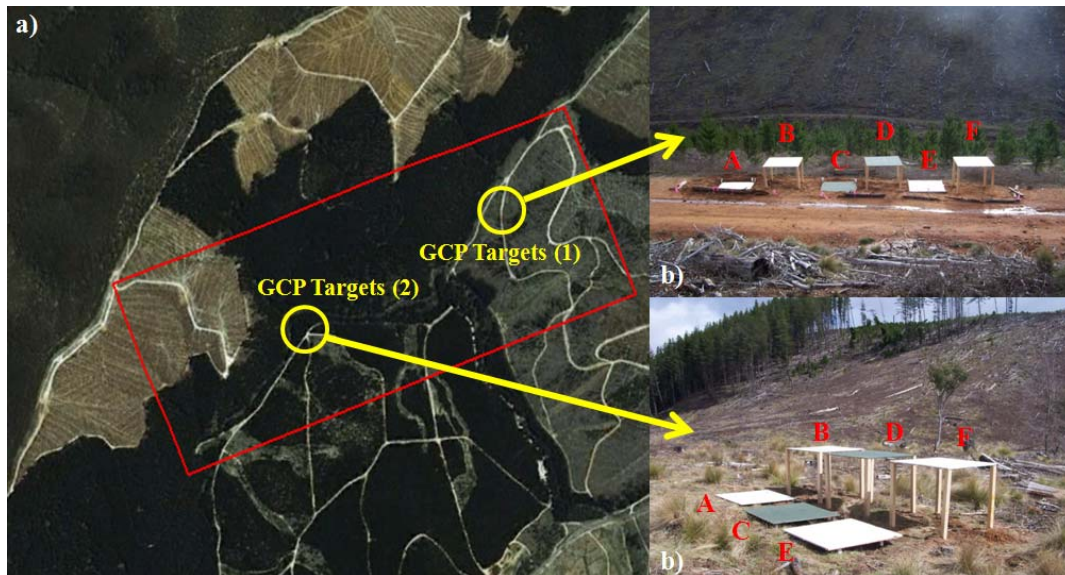 a)
GCP Targets (1)
GCP Targets (2)
B D F
A C E
b)
B D F
A
C
E
b)